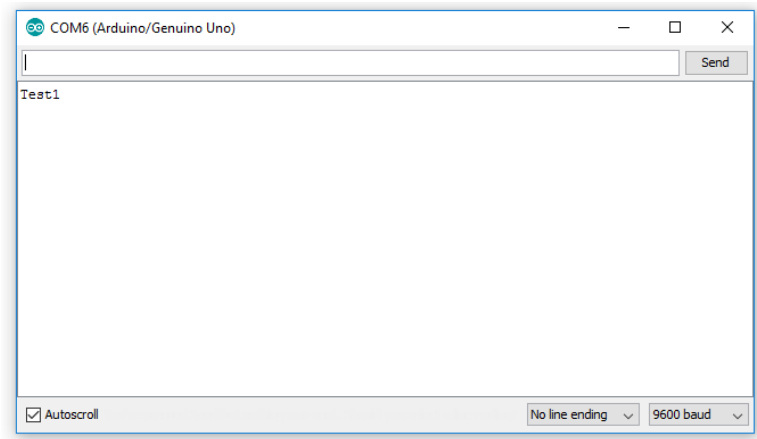 COM6 (Arduino/Genuino Uno)
Send
Test1
Autoscroll
No line ending
9600 baud